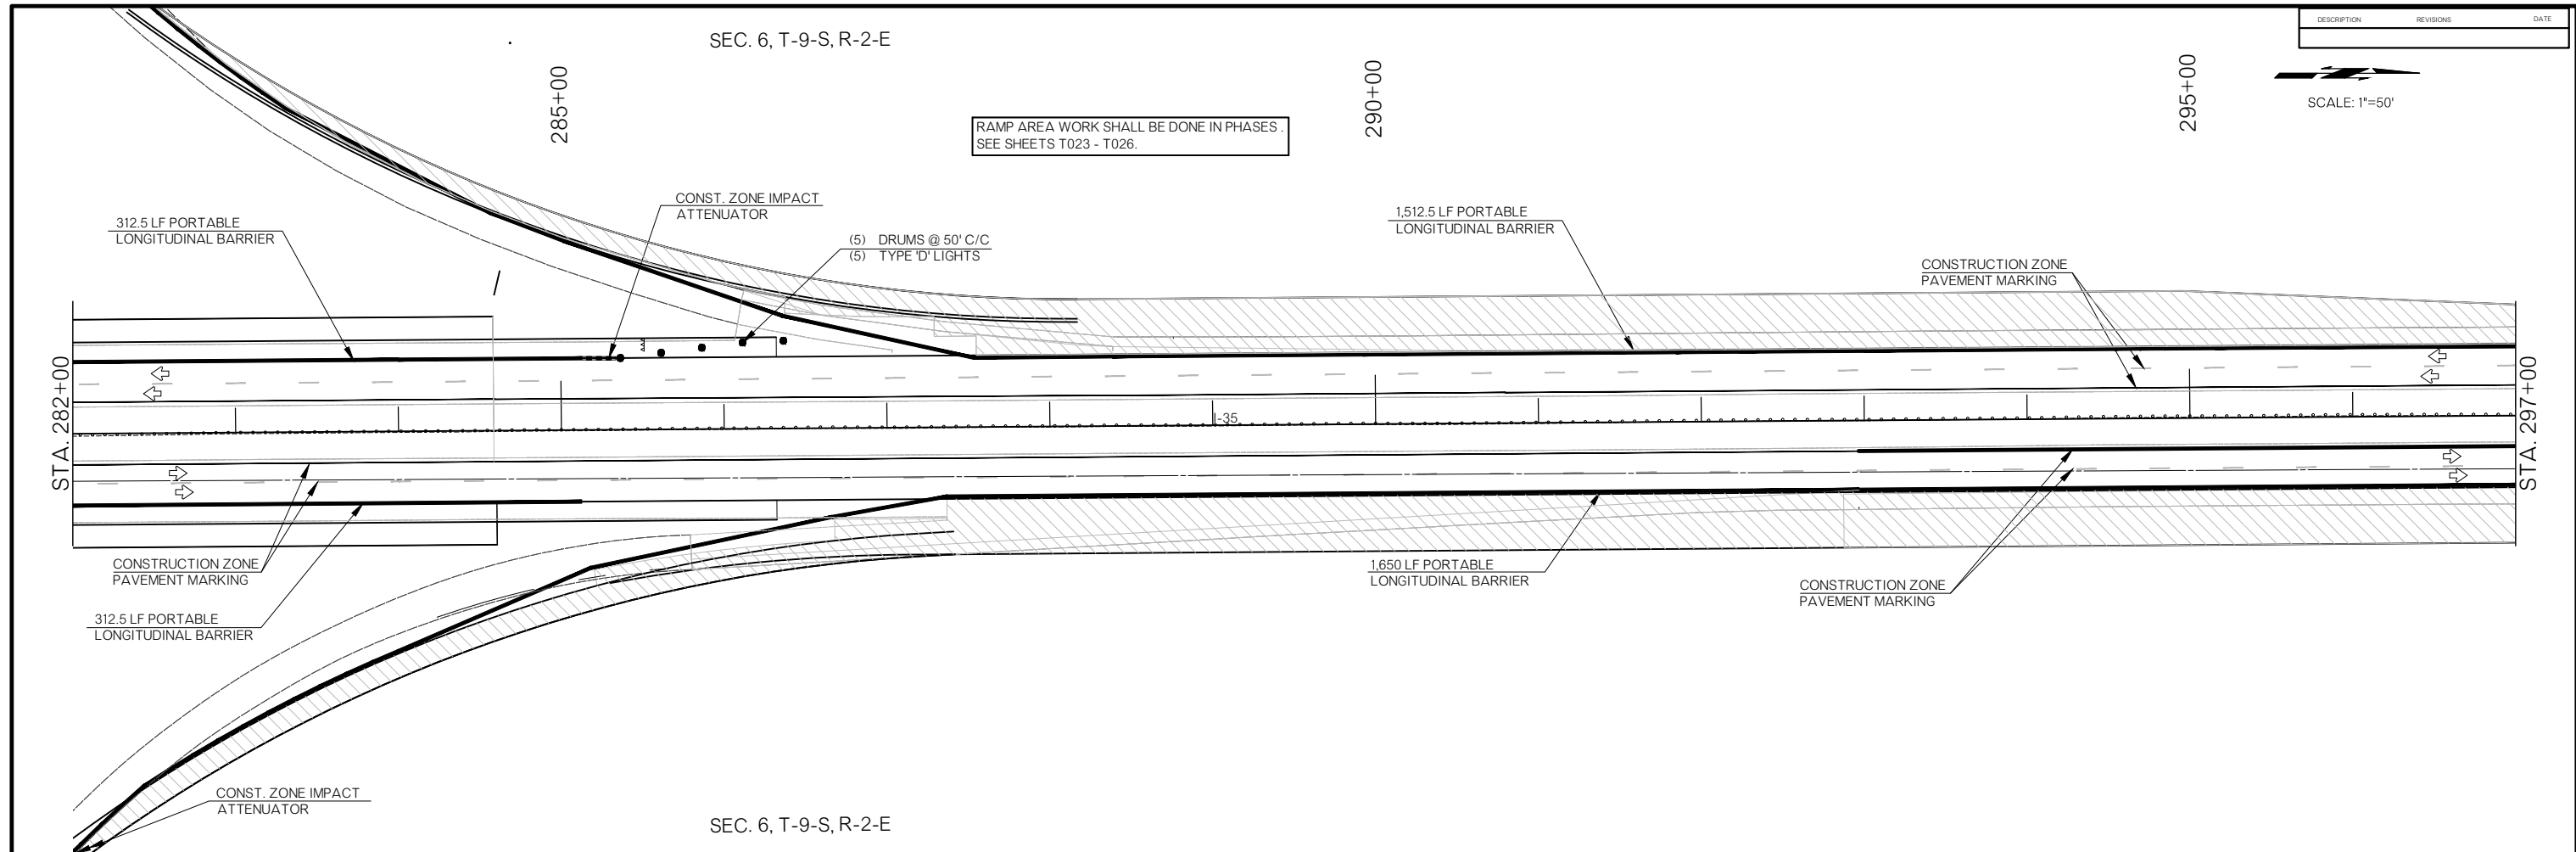 DESCRIPTION REVISIONS DATE
SEC. 6, T-9-S, R-2-E
SCALE: 1"=50'
285+00
290+00
295+00
RAMP AREA WORK SHALL BE DONE IN PHASES .
SEE SHEETS T023 - T026.
CONST. ZONE IMPACT
ATTENUATOR
312.5 LF PORTABLE
LONGITUDINAL BARRIER
(5) DRUMS @ 50' C/C
(5) TYPE 'D' LIGHTS
1,512.5 LF PORTABLE
LONGITUDINAL BARRIER
CONSTRUCTION ZONE
PAVEMENT MARKING
STA. 282+00
I-35
STA. 297+00
CONSTRUCTION ZONE
PAVEMENT MARKING
1,650 LF PORTABLE
LONGITUDINAL BARRIER
CONSTRUCTION ZONE
PAVEMENT MARKING
312.5 LF PORTABLE
LONGITUDINAL BARRIER
CONST. ZONE IMPACT
ATTENUATOR
SEC. 6, T-9-S, R-2-E